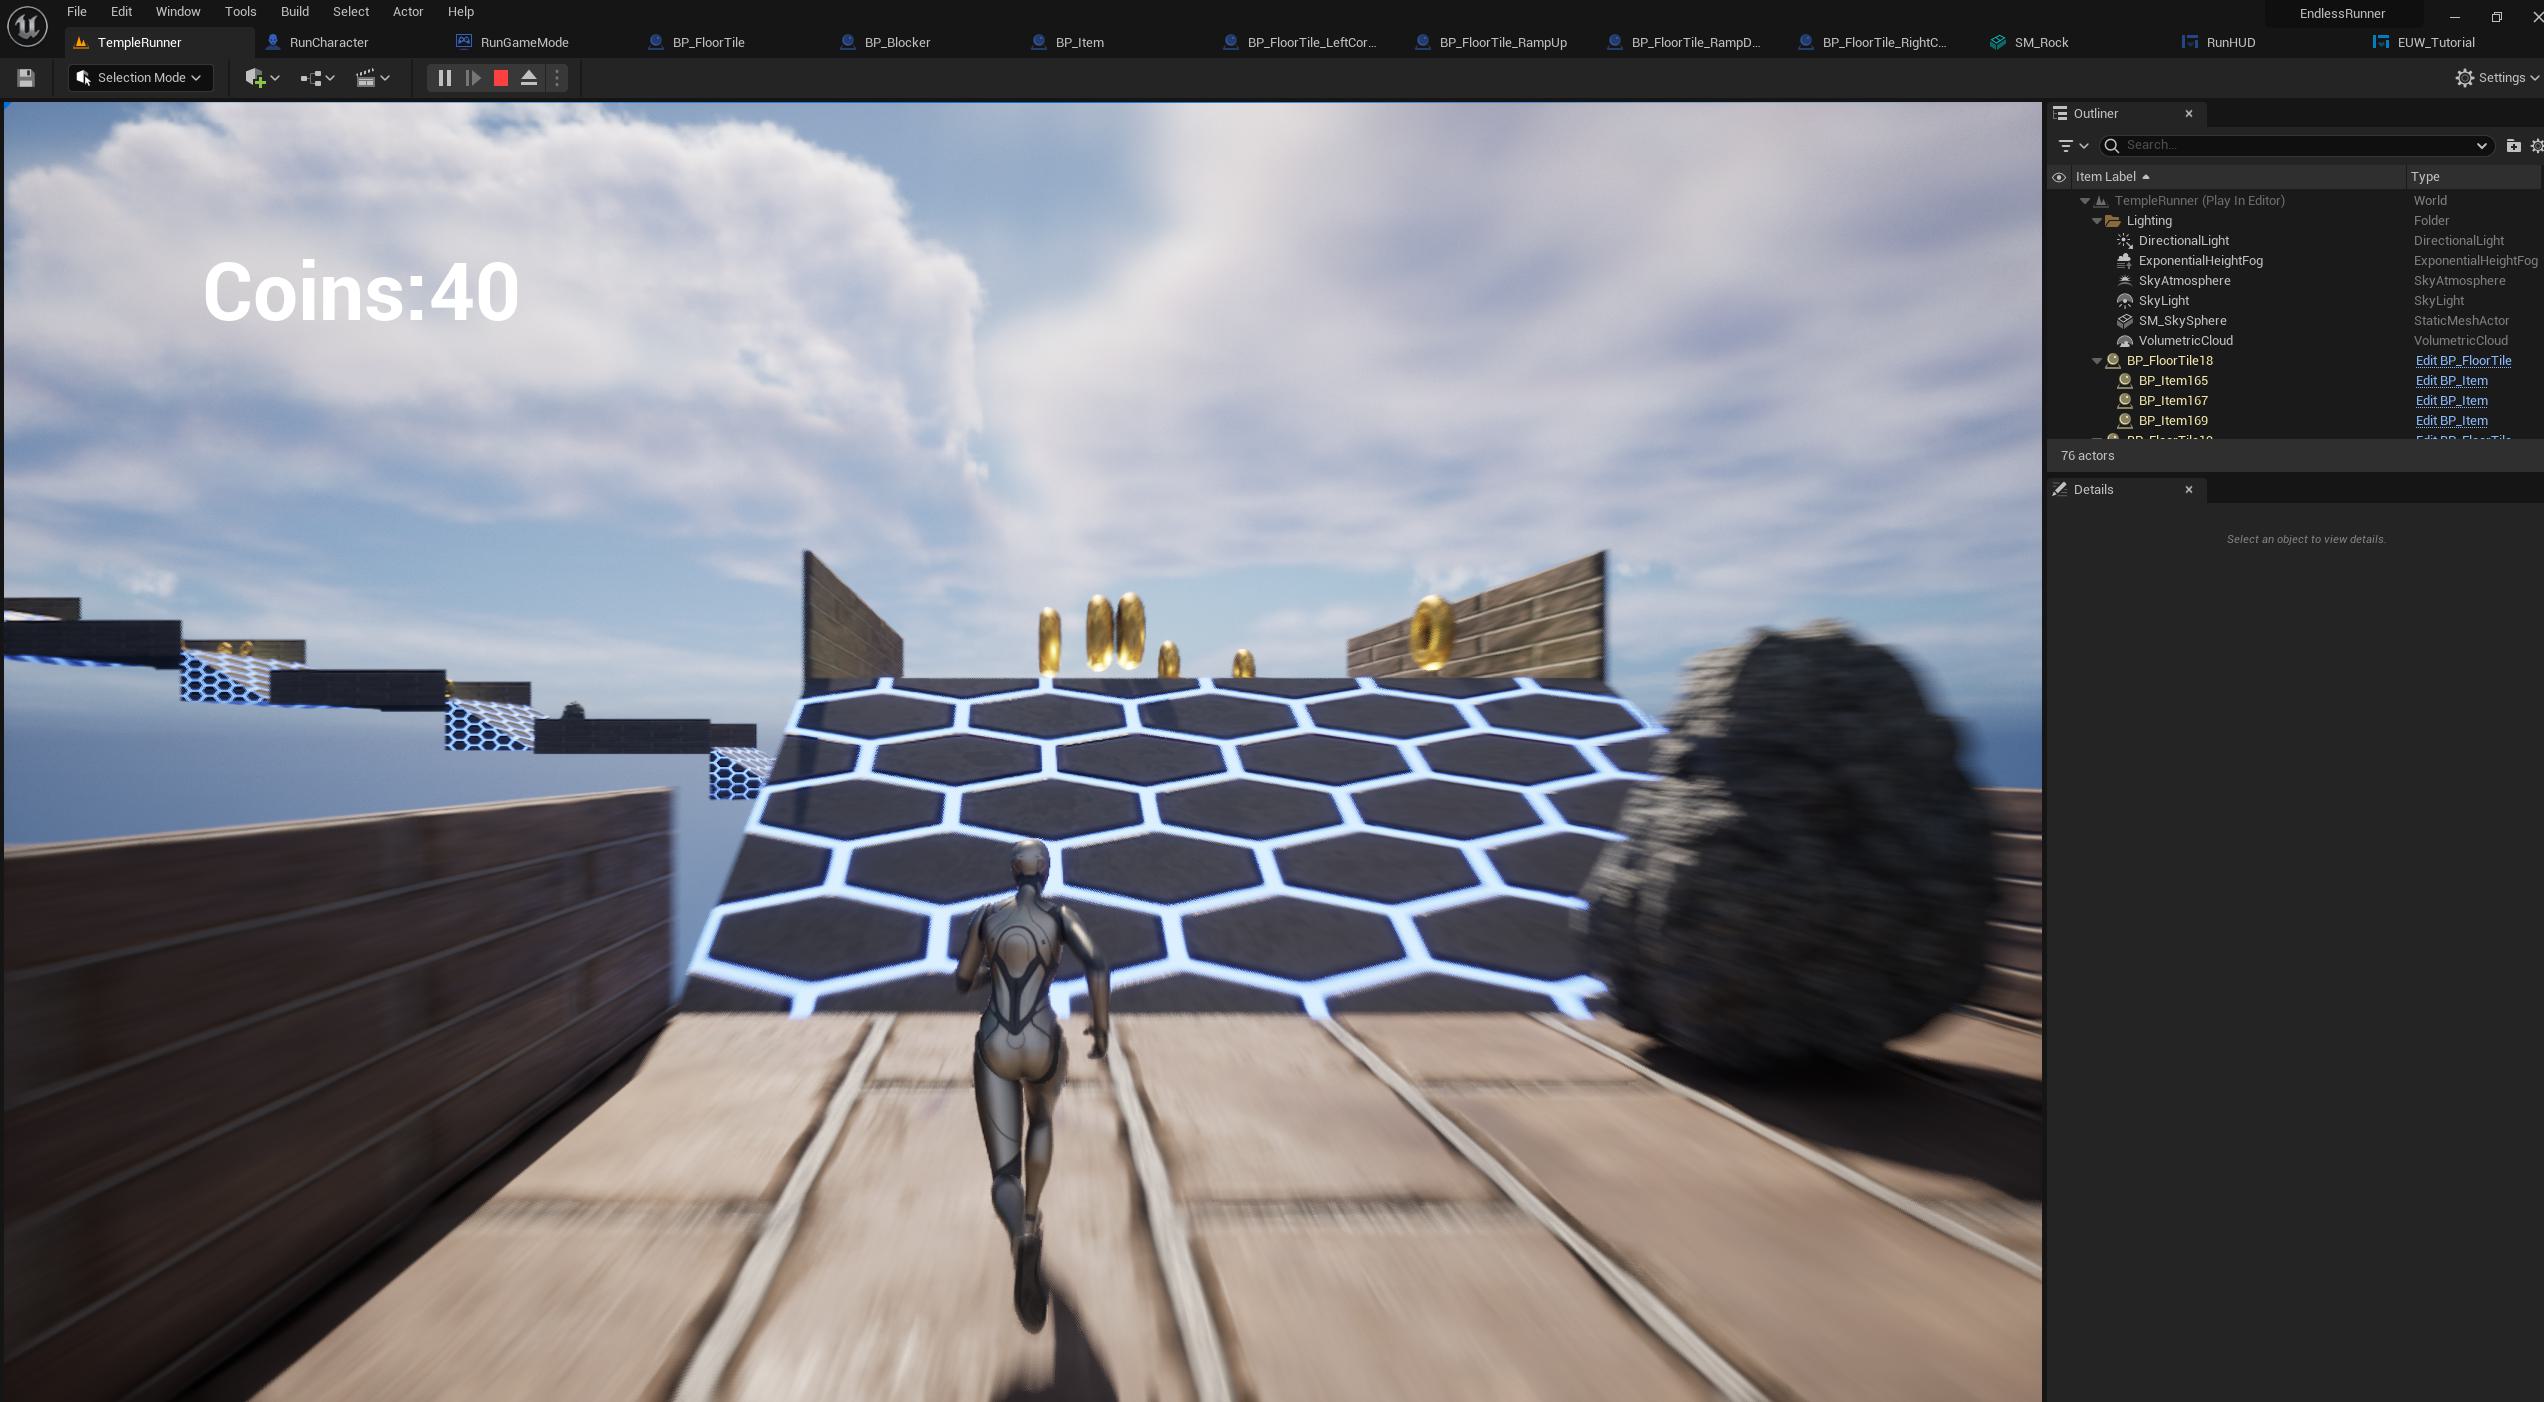 File Edit Window Tools Build Select Actor Help
EndlessRunner
TempleRunner RunCharacter RunGameMode BP_FloorTile BP_Blocker BP_Item BP_FloorTile_LeftCor... BP_FloorTile_RampUp BP_FloorTile_RampD... BP_FloorTile_RightC... SM_Rock RunHUD EUW_Tutorial
Selection Mode
Settings
Coins:40
Outliner
Search...
Item Label Type
TempleRunner (Play In Editor) World
Lighting Folder
DirectionalLight DirectionalLight
ExponentialHeightFog ExponentialHeightFog
SkyAtmosphere SkyAtmosphere
SkyLight SkyLight
SM_SkySphere StaticMeshActor
VolumetricCloud VolumetricCloud
BP_FloorTile18 Edit BP_FloorTile
BP_Item165 Edit BP_Item
BP_Item167 Edit BP_Item
BP_Item169 Edit BP_Item
76 actors
Details
Select an object to view details.